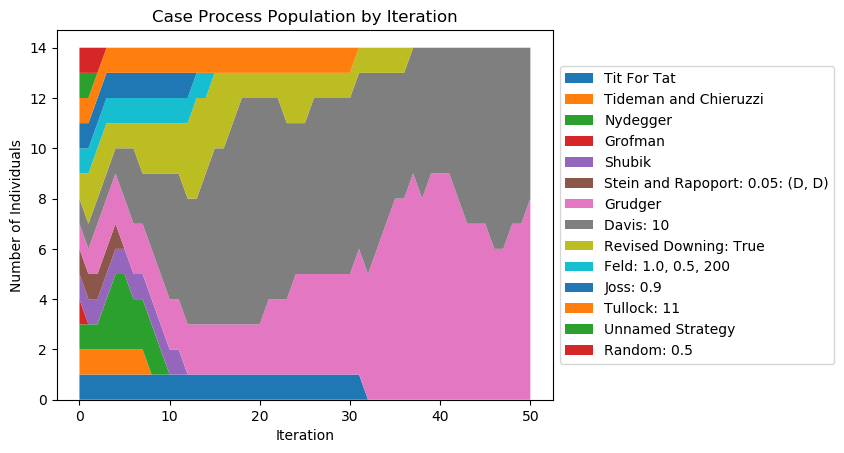 Case Process Population by Iteration
Number of Individuals
14
12
10
8
6
4
2
0
0 10 20 30 40 50
Iteration
Tit For Tat
Tideman and Chieruzzi
Nydegger
Grofman
Shubik
Stein and Rapoport: 0.05: (D, D)
Grudger
Davis: 10
Revised Downing: True
Feld: 1.0, 0.5, 200
Joss: 0.9
Tullock: 11
Unnamed Strategy
Random: 0.5